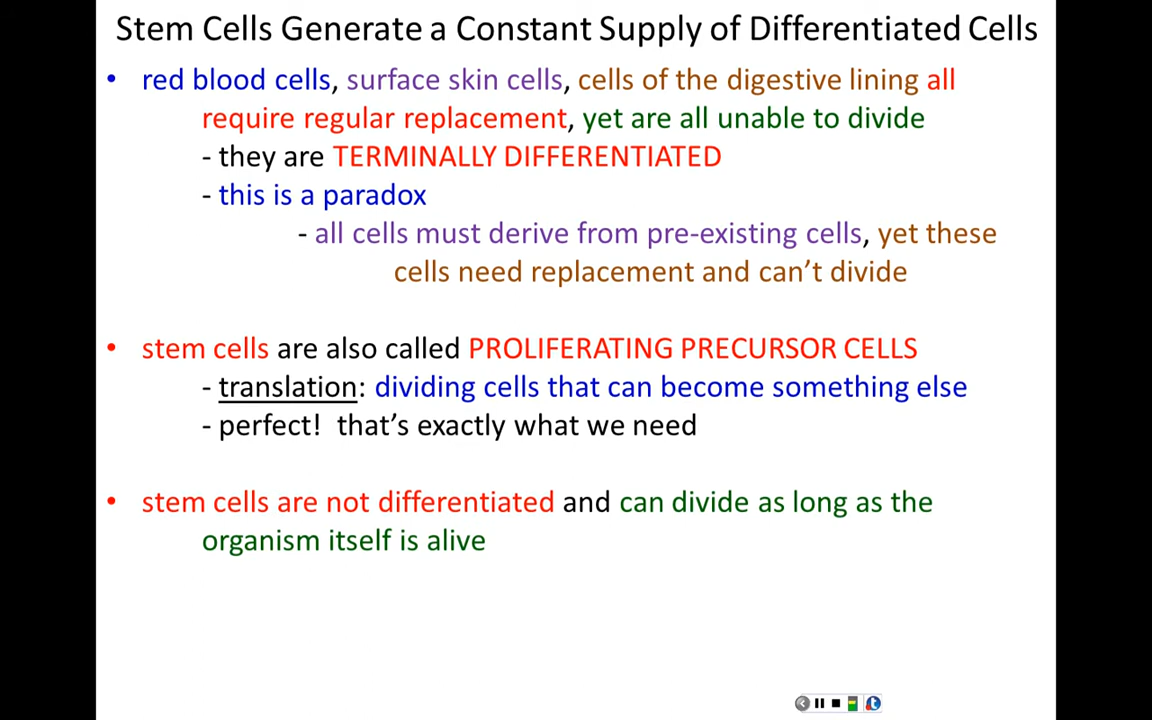 Stem Cells Generate a Constant Supply of Differentiated Cells
• red blood cells, surface skin cells, cells of the digestive lining all
require regular replacement, yet are all unable to divide
- they are TERMINALLY DIFFERENTIATED
- this is a paradox
- all cells must derive from pre-existing cells, yet these
cells need replacement and can’t divide
• stem cells are also called PROLIFERATING PRECURSOR CELLS
- translation: dividing cells that can become something else
- perfect!  that’s exactly what we need
• stem cells are not differentiated and can divide as long as the
organism itself is alive